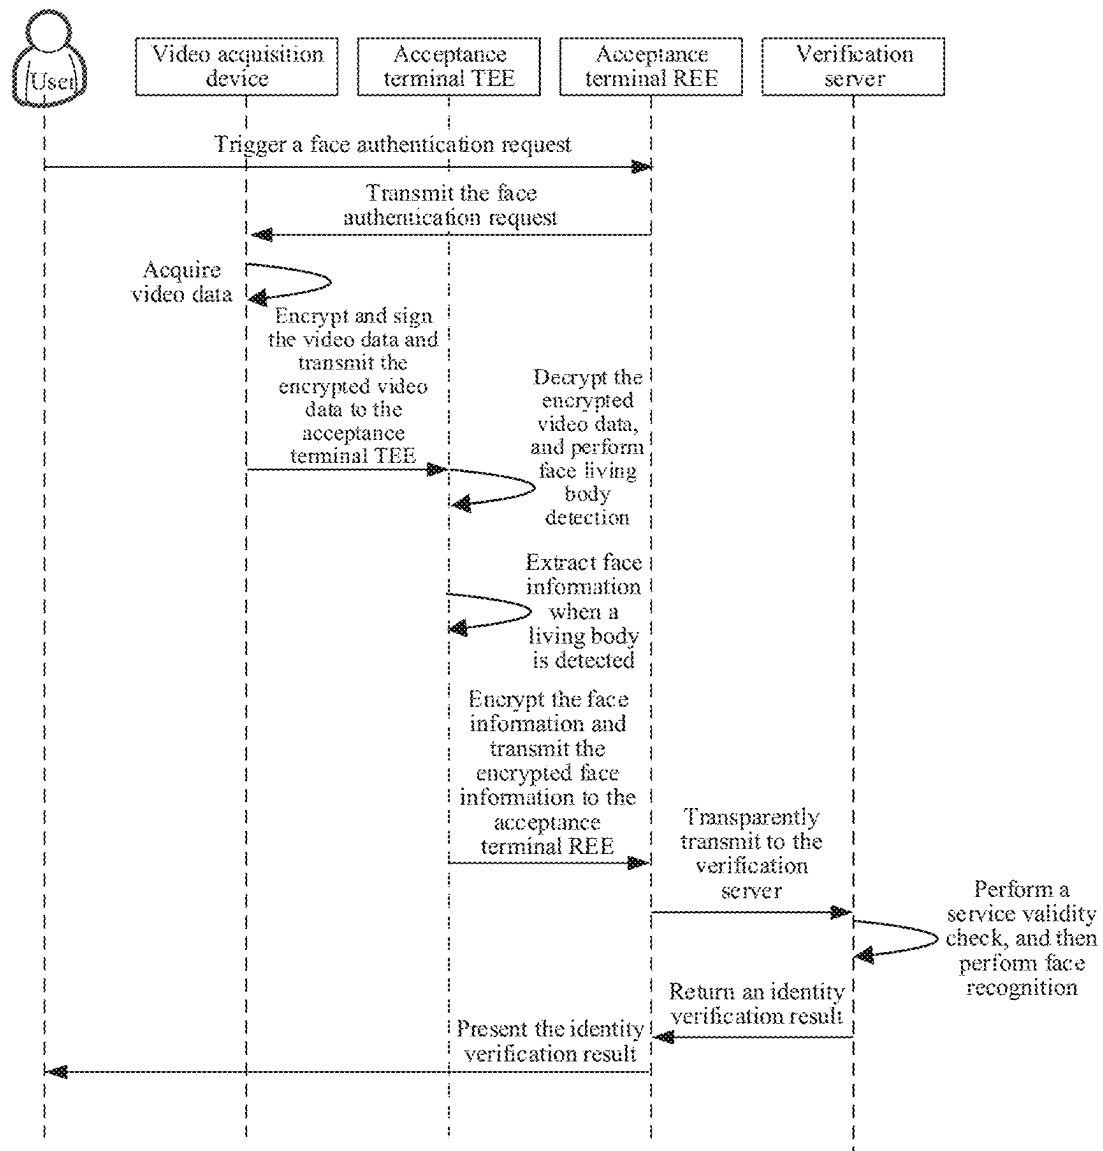 User
Video acquisition
device
Acceptance
terminal TEE
Acceptance
terminal REE
Verification
server
Trigger a face authentication request
Transmit the face
authentication request
Acquire
video data
Encrypt and sign
the video data and
transmit the
encrypted video
data to the
acceptance
terminal TEE
Decrypt the
encrypted
video data,
and perform
face living
body
detection
Extract face
information
when a
living body
is detected
Encrypt the face
information and
transmit the
encrypted face
information to the
acceptance
terminal REE
Transparently
transmit to the
verification
server
Perform a
service validity
check, and then
perform face
recognition
Return an identity
verification result
Present the identity
verification result